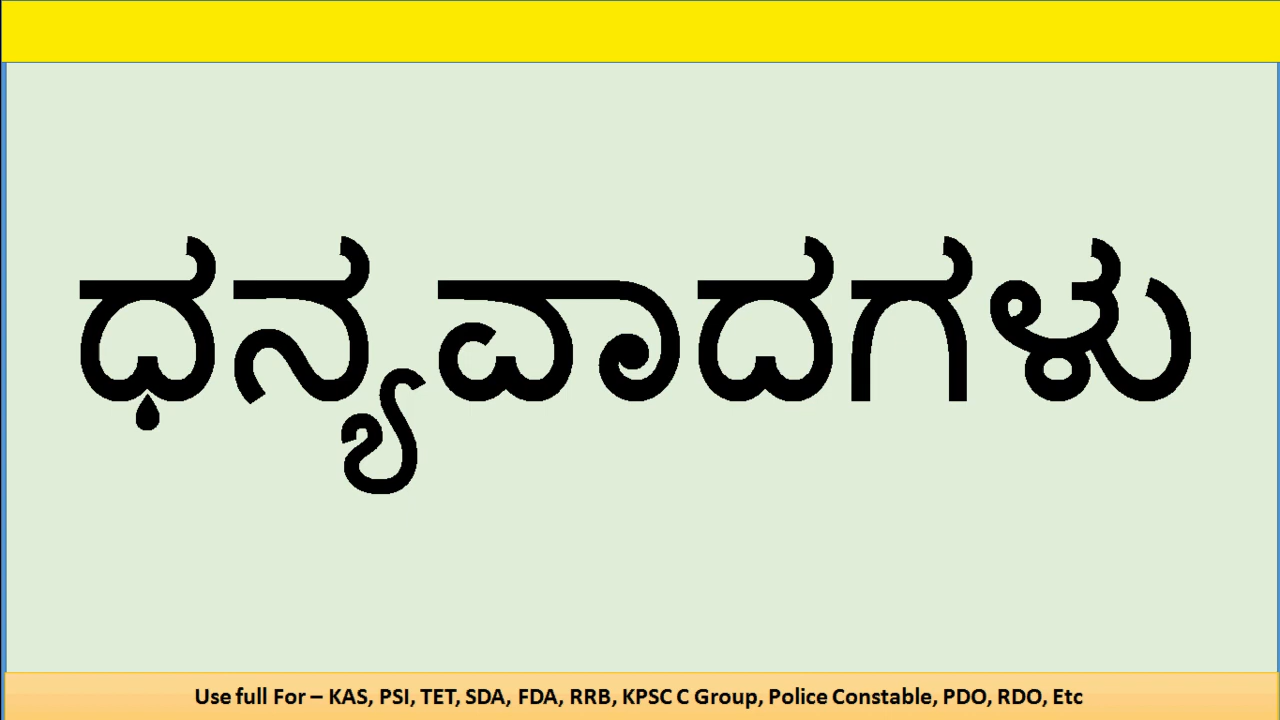 ಧನ್ಯವಾದಗಳು
Use full For – KAS, PSI, TET, SDA, FDA, RRB, KPSC C Group, Police Constable, PDO, RDO, Etc